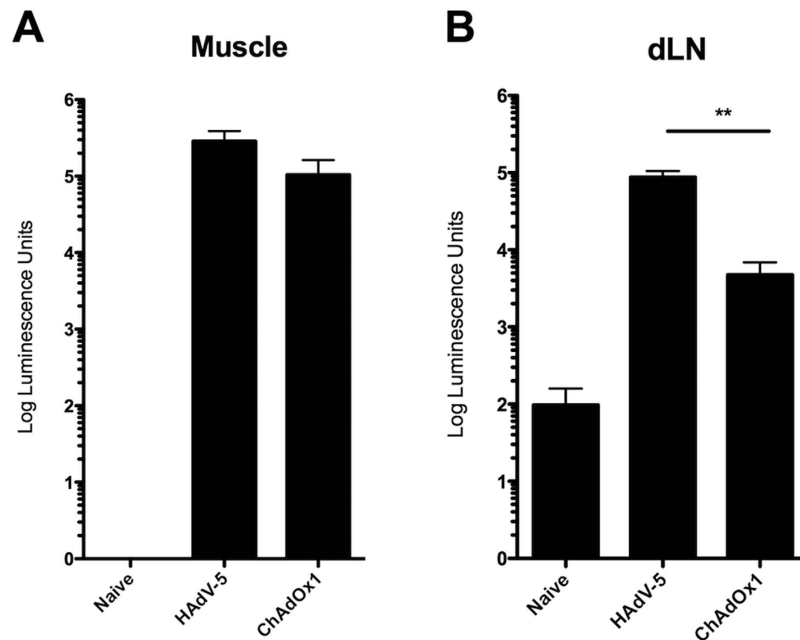 A
Muscle
Log Luminescence Units
6
5
4
3
2
1
0
Naive
HAdV-5
ChAdOx1
B
dLN
**
Log Luminescence Units
6
5
4
3
2
1
0
Naive
HAdV-5
ChAdOx1